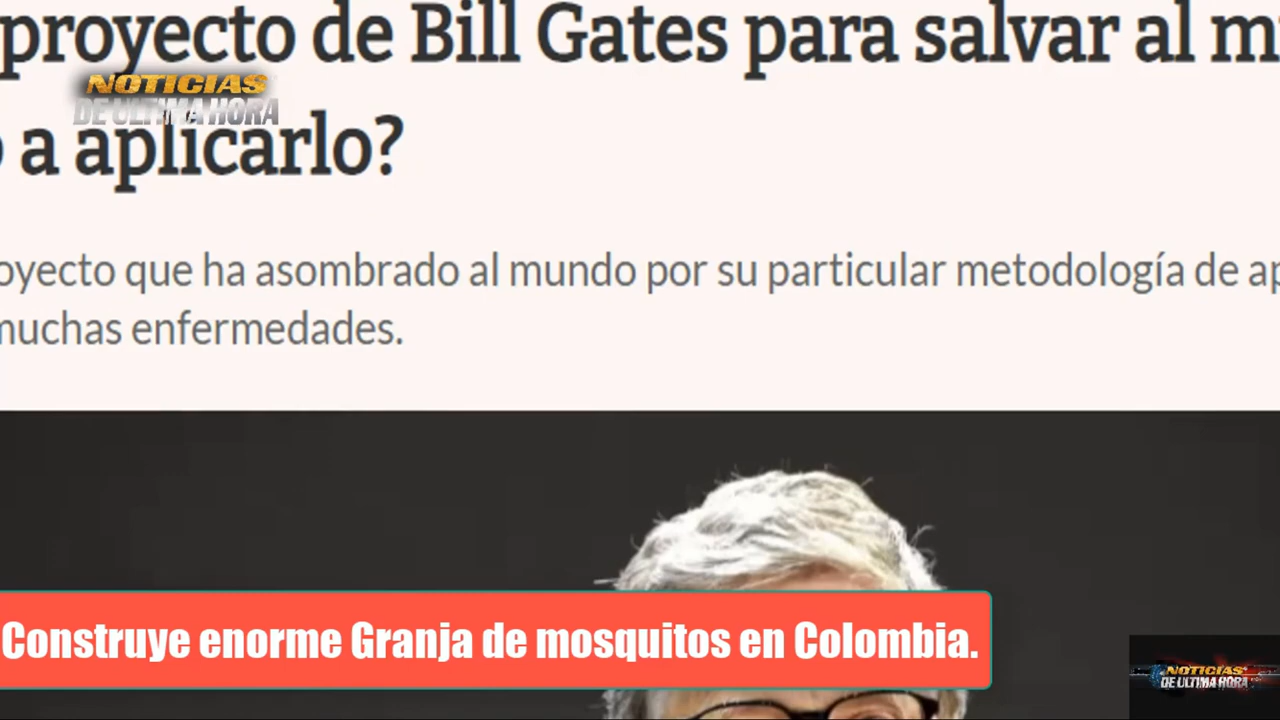 proyecto de Bill Gates para salvar al m
NOTICIAS
DE ULTIMA HORA
a aplicarlo?
oyecto que ha asombrado al mundo por su particular metodología de ap
muchas enfermedades.
Construye enorme Granja de mosquitos en Colombia.
NOTICIAS
DE ULTIMA HORA